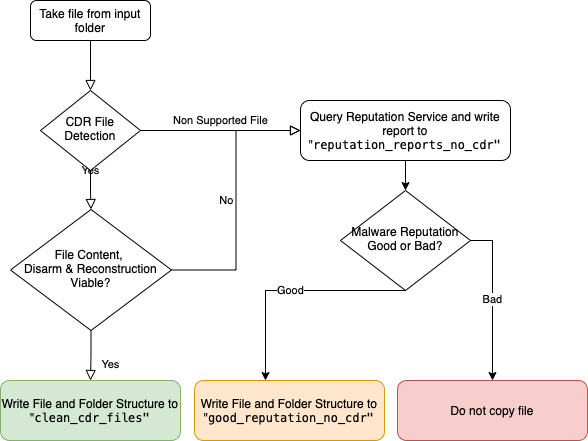 Take file from input
folder
CDR File
Detection
Non Supported File
Query Reputation Service and write
report to
"reputation_reports_no_cdr"
Yes
No
File Content,
Disarm & Reconstruction
Viable?
Malware Reputation
Good or Bad?
Good
Bad
Yes
Write File and Folder Structure to
"clean_cdr_files"
Write File and Folder Structure to
"good_reputation_no_cdr"
Do not copy file